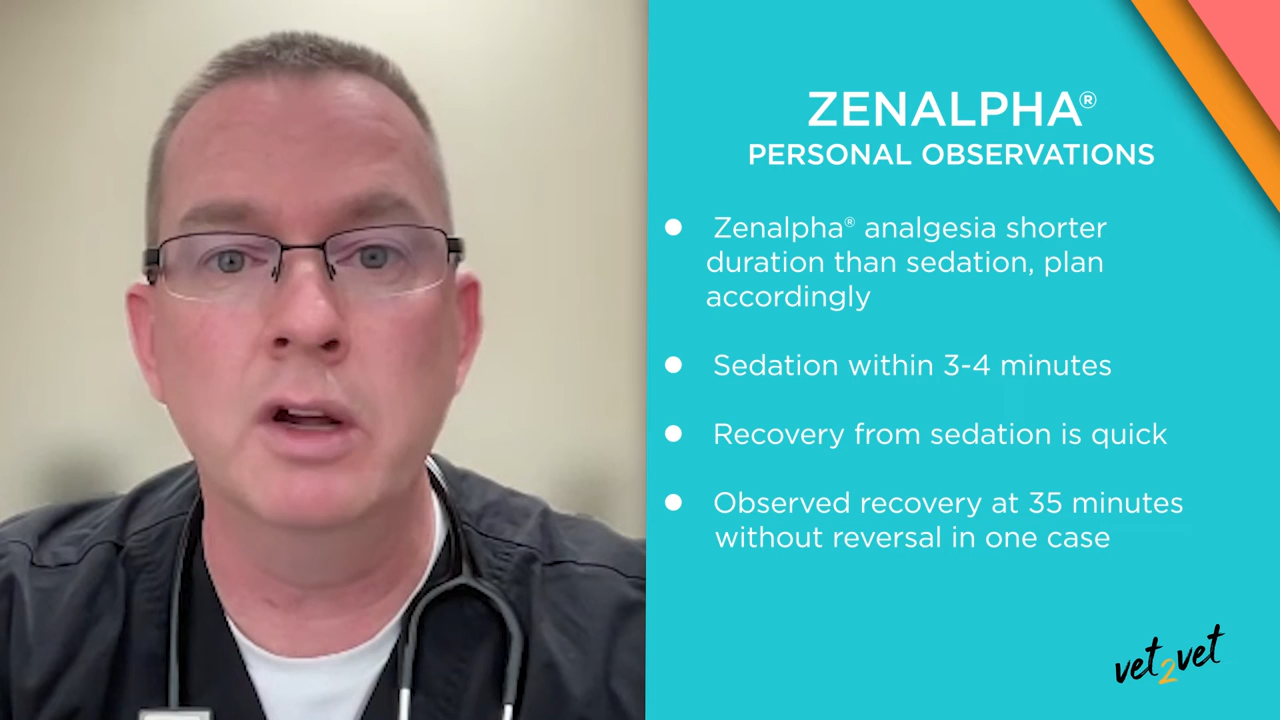 ZENALPHA®
PERSONAL OBSERVATIONS
● Zenalpha® analgesia shorter
duration than sedation, plan
accordingly
● Sedation within 3-4 minutes
● Recovery from sedation is quick
● Observed recovery at 35 minutes
without reversal in one case
vet2vet